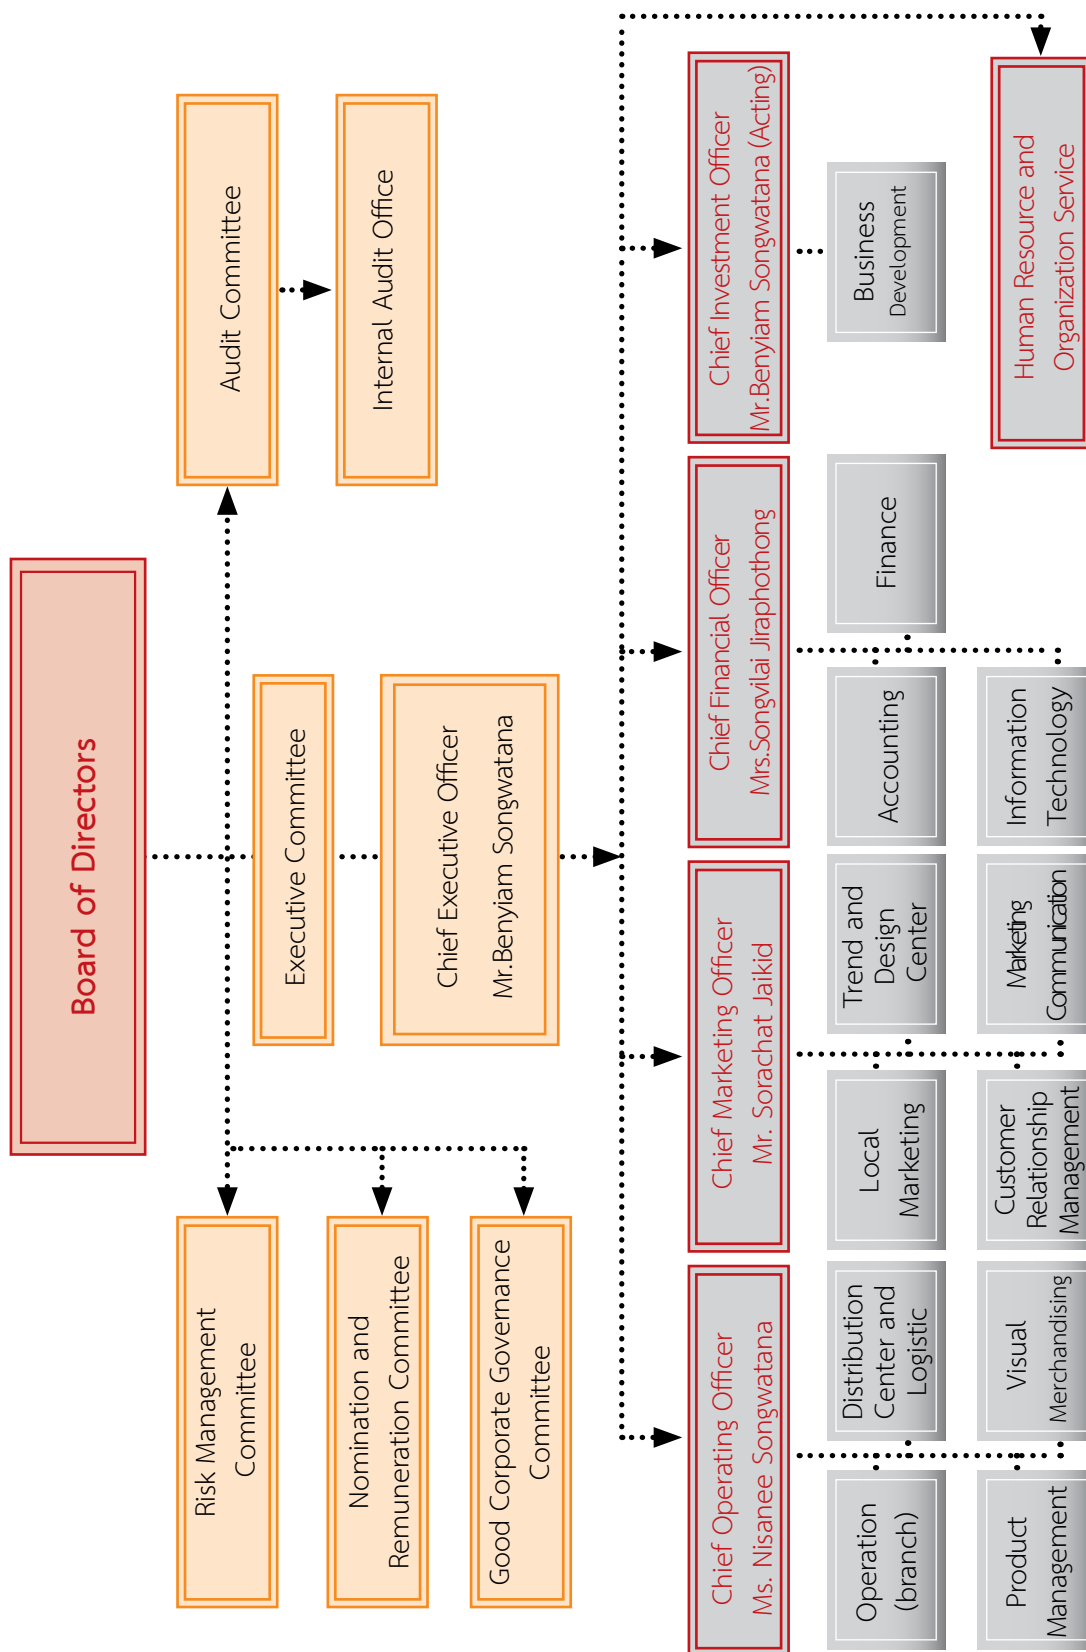 Board of Directors
Risk Management
Committee
Audit Committee
Executive Committee
Nomination and
Remuneration Committee
Internal Audit Office
Chief Executive Officer
Mr.Benyiam Songwatana
Good Corporate Governance
Committee
Chief Operating Officer
Ms. Nisanee Songwatana
Chief Marketing Officer
Mr. Sorachat Jaikid
Chief Financial Officer
Mrs.Songvilai Jiraphothong
Chief Investment Officer
Mr.Benyiam Songwatana (Acting)
Operation
(branch)
Distribution
Center and
Logistic
Local
Marketing
Trend and
Design
Center
Accounting
Finance
Business
Development
Product
Management
Visual
Merchandising
Customer
Relationship
Management
Marketing
Communication
Information
Technology
Human Resource and
Organization Service